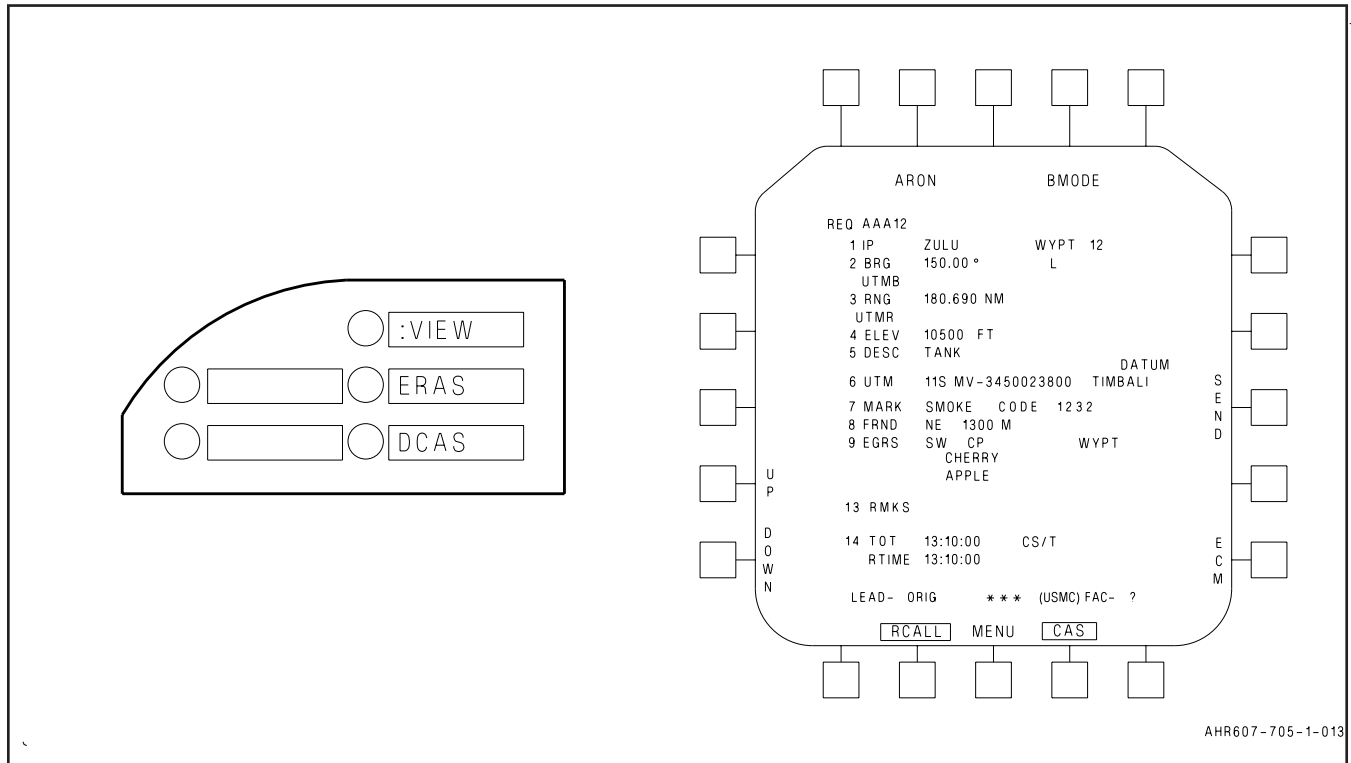 :VIEW
ERAS
DCAS
ARON BMODE
REQ AAA12
1 IP ZULU WYPT 12
2 BRG 150.00 ° L
UTMB
3 RNG 180.690 NM
UTMR
4 ELEV 10500 FT
5 DESC TANK
DATUM
6 UTM 11S MV-3450023800 TIMBALI
7 MARK SMOKE CODE 1232
8 FRND NE 1300 M
9 EGRS SW CP WYPT
CHERRY
APPLE
13 RMKS
14 TOT 13:10:00 CS/T
RTIME 13:10:00
LEAD- ORIG *** (USMC) FAC- ?
UP
DOWN
SEND
ECM
RCALL MENU CAS
AHR607-705-1-013